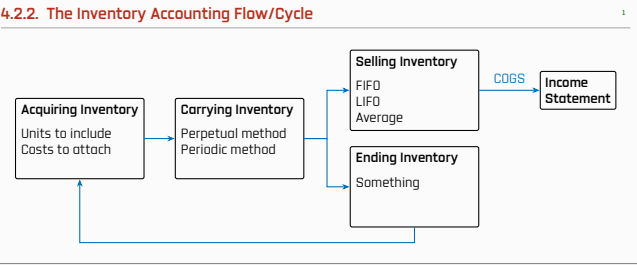 4.2.2. The Inventory Accounting Flow/Cycle
1
Acquiring Inventory
Units to include
Costs to attach
Carrying Inventory
Perpetual method
Periodic method
Selling Inventory
FIFO
LIFO
Average
COGS
Income
Statement
Ending Inventory
Something